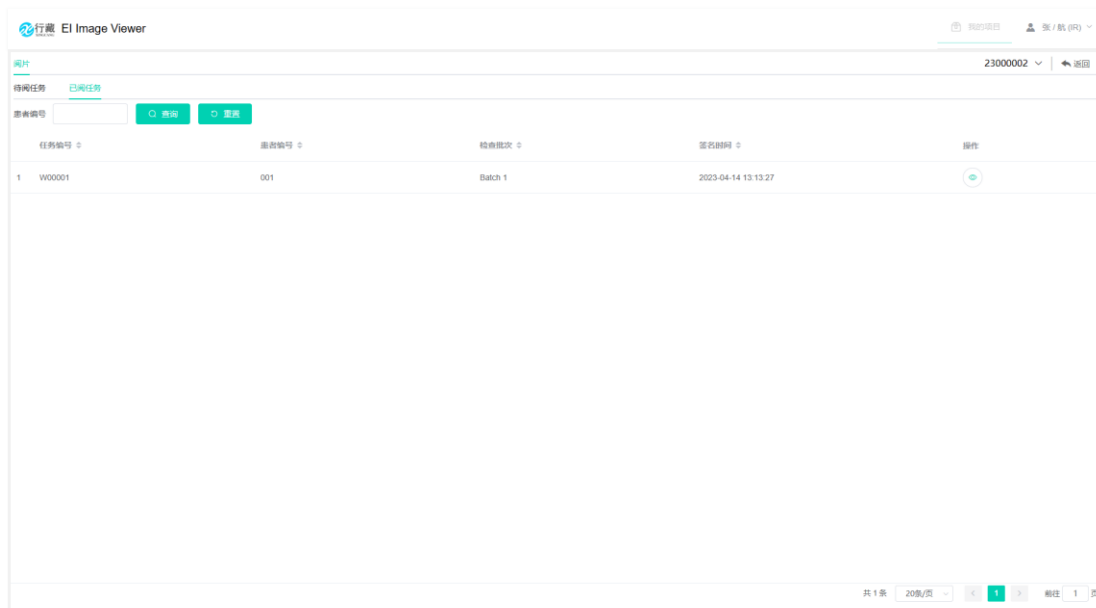 行藏 EI Image Viewer
我的项目
张 / 航 (IR)
阅片
23000002
返回
待阅任务 已阅任务
患者编号
查询
重置
任务编号 患者编号 检查批次 签名时间 操作
1 W00001 001 Batch 1 2023-04-14 13:13:27
共 1 条 20条/页 1 前往 1 页